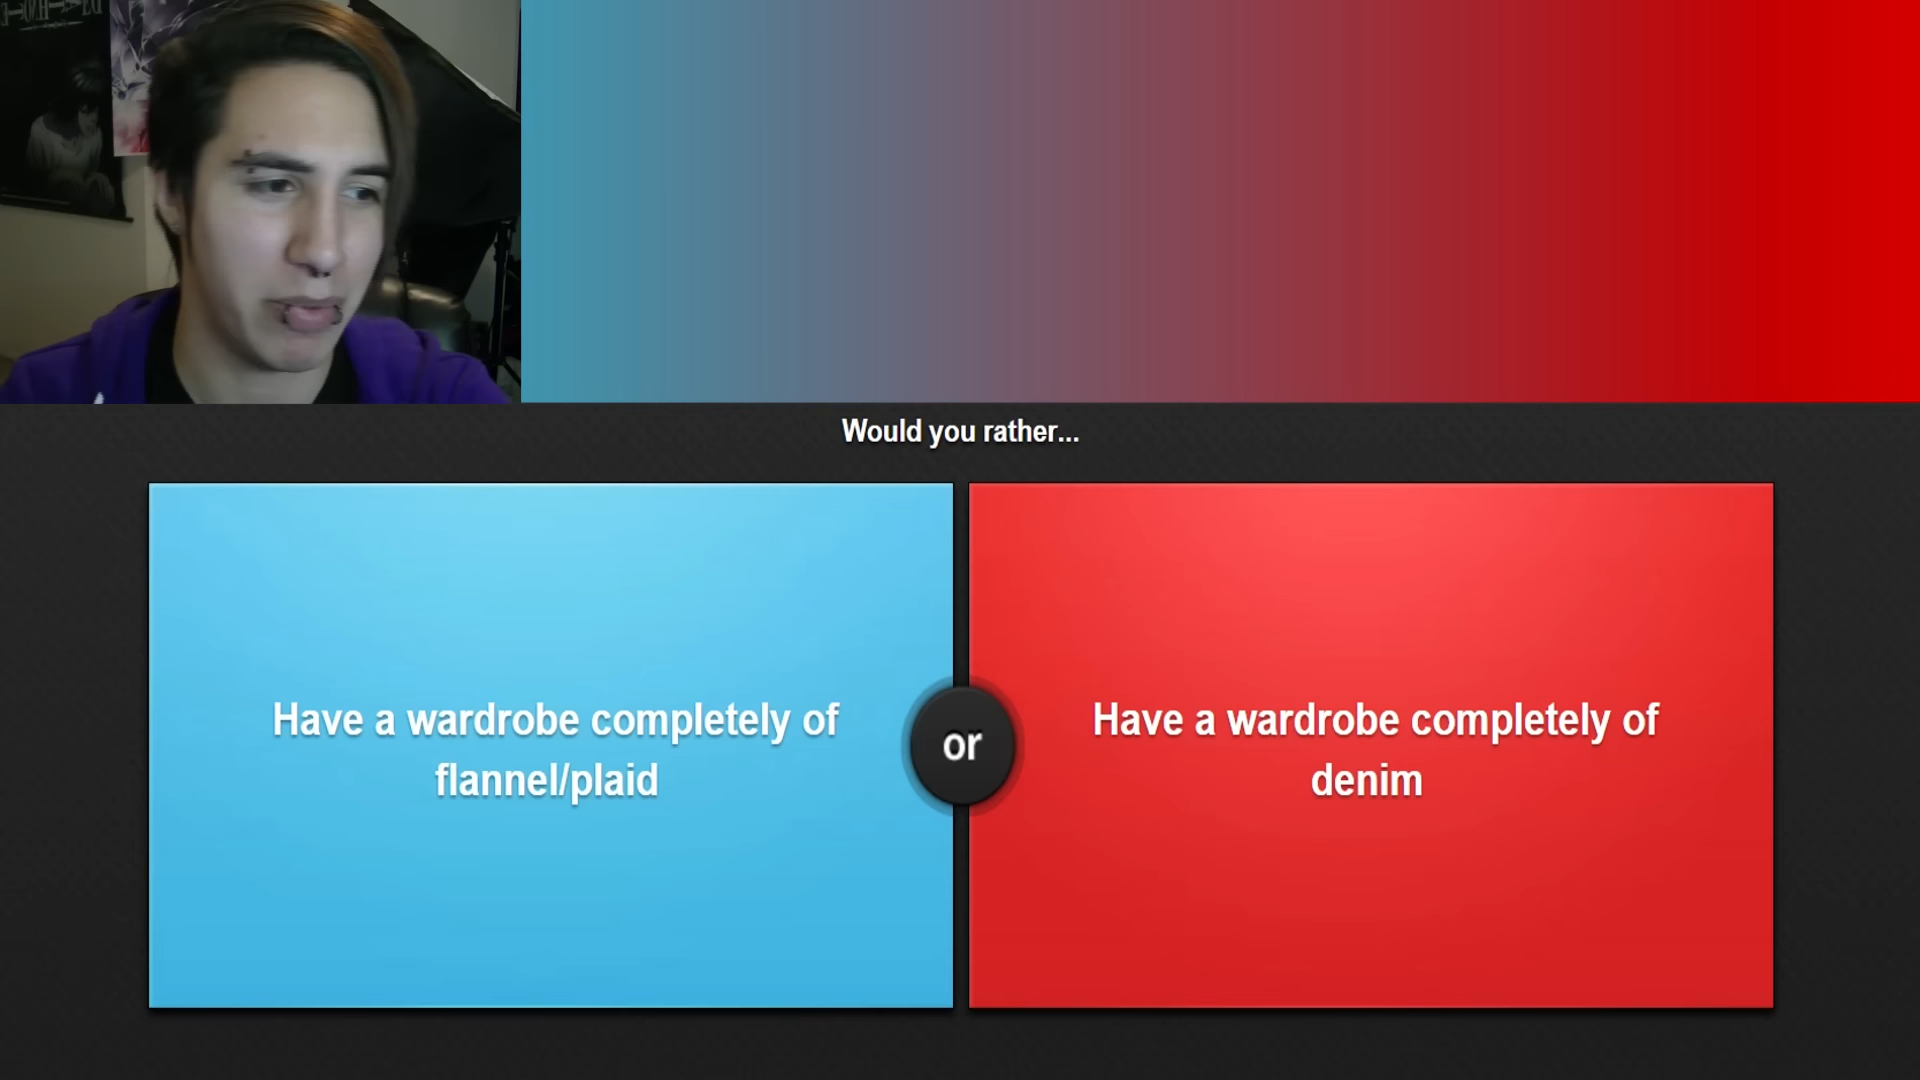 Would you rather...
Have a wardrobe completely of
flannel/plaid
or
Have a wardrobe completely of
denim